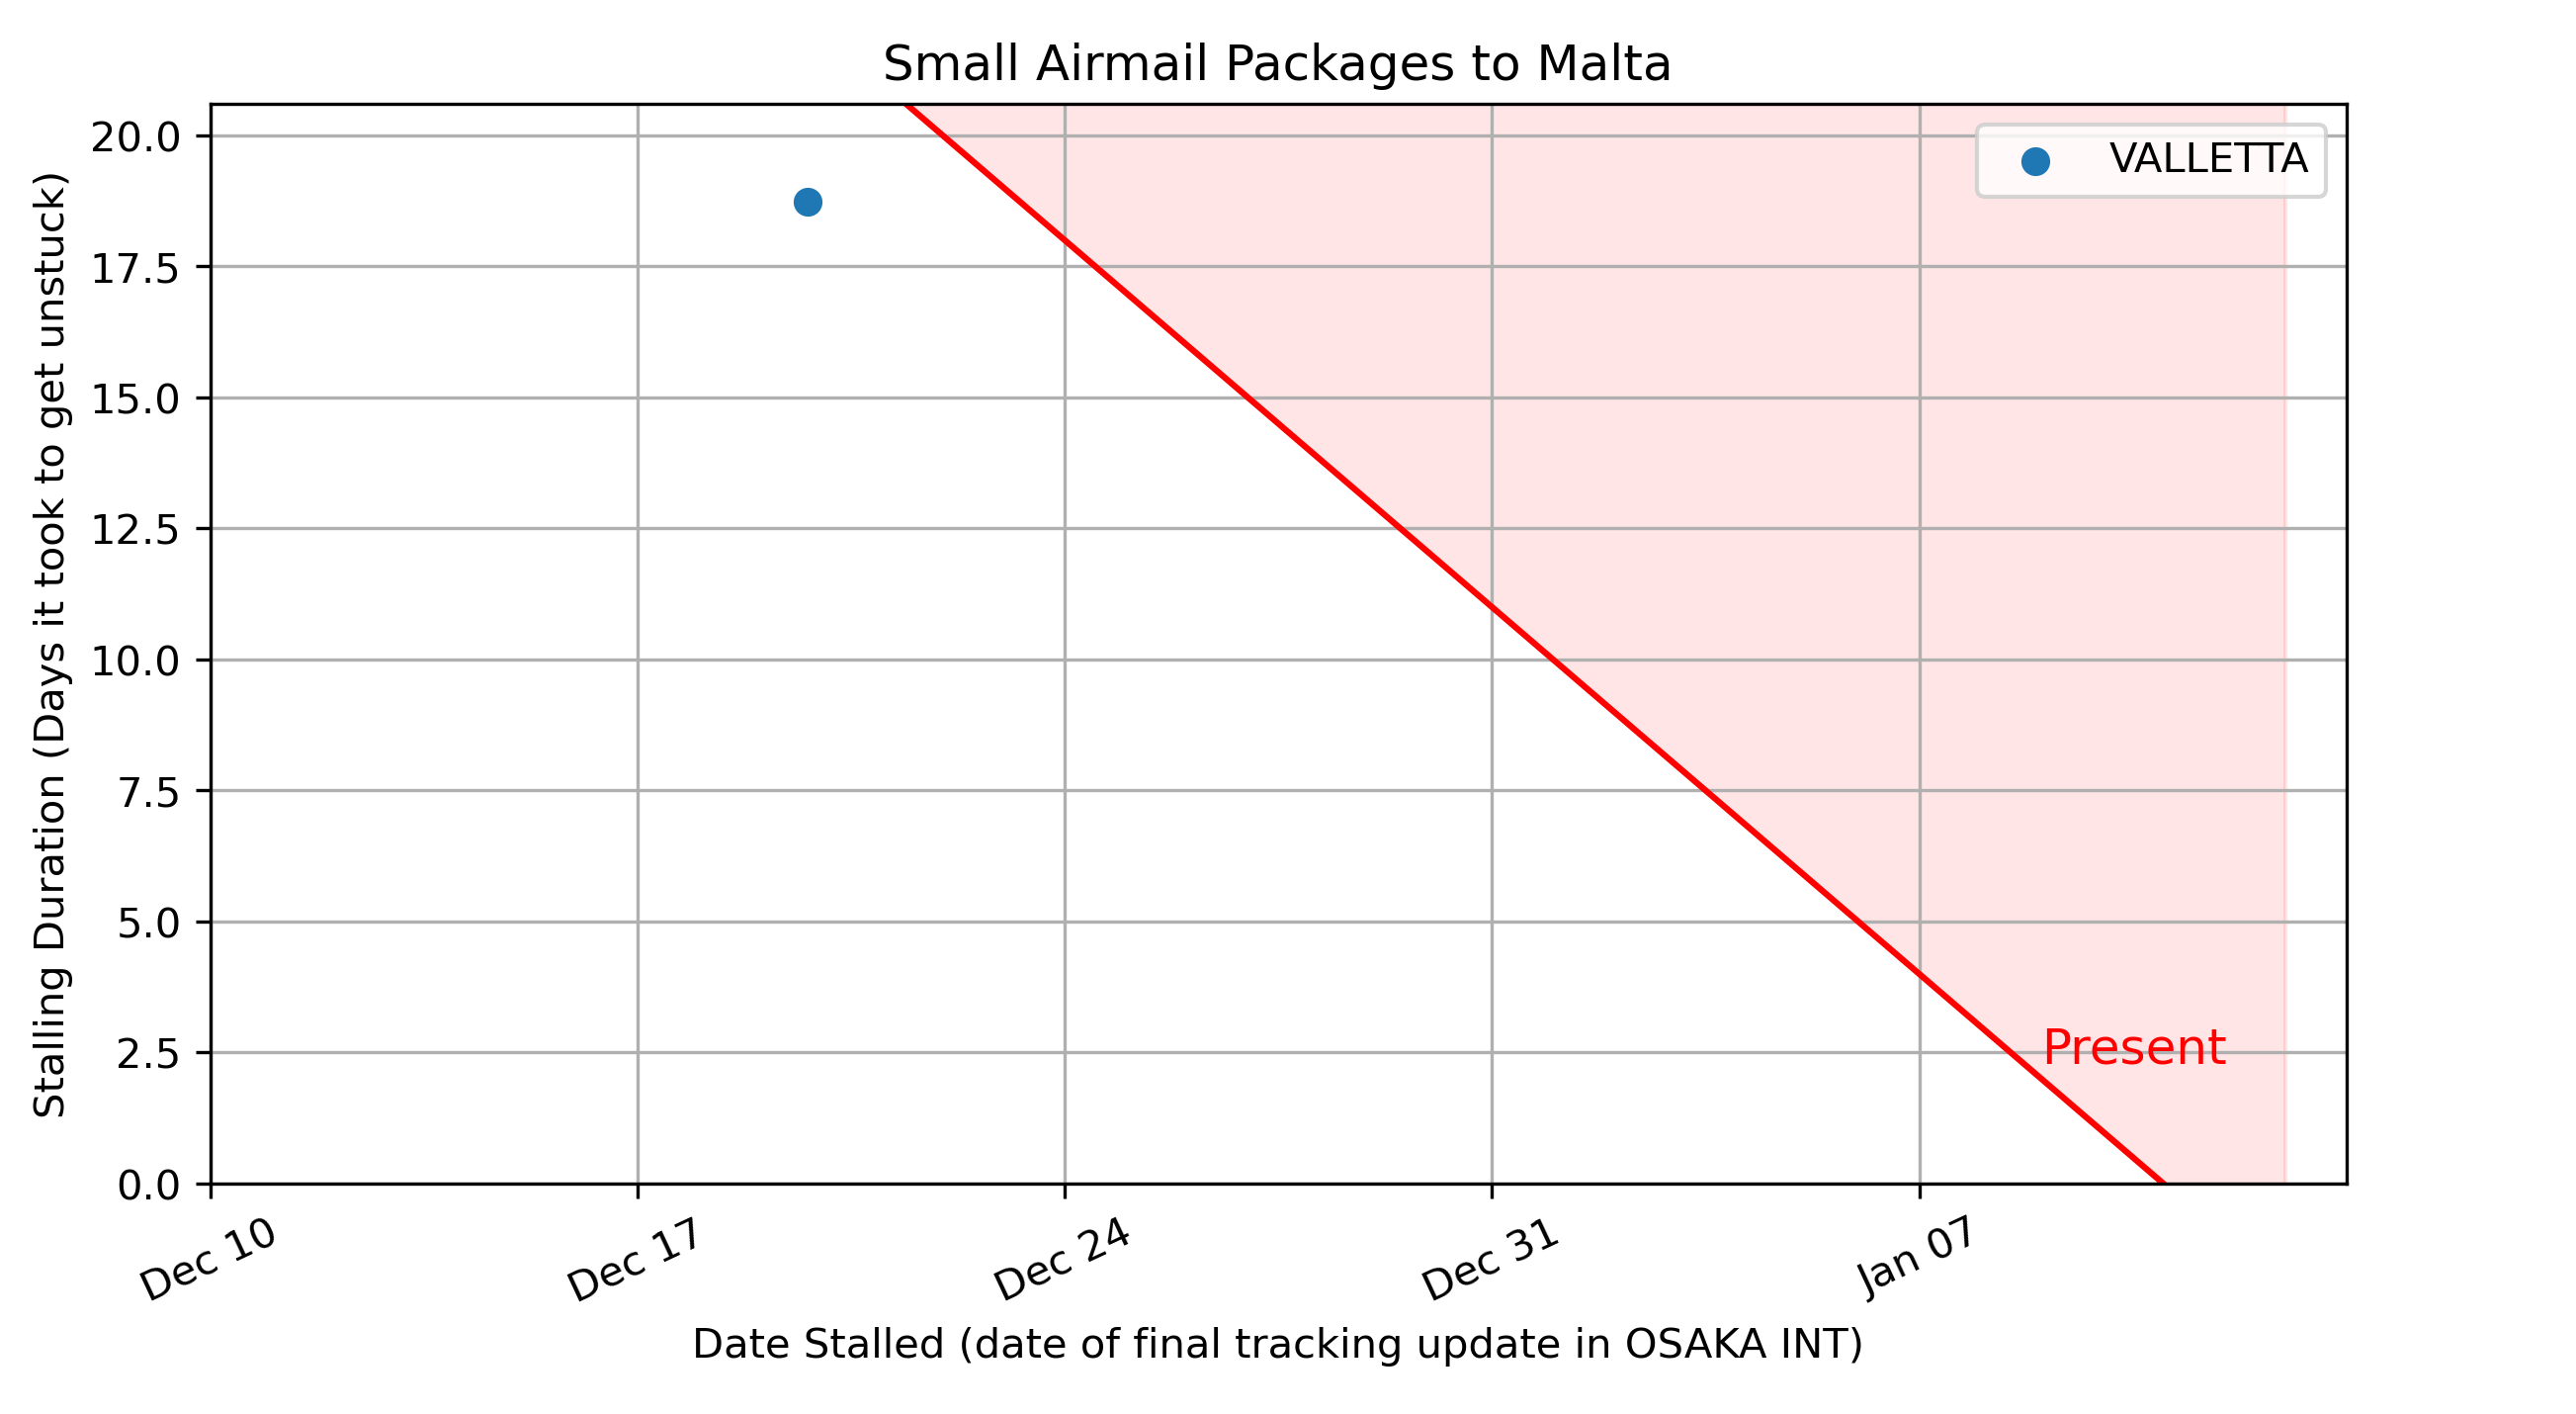 Small Airmail Packages to Malta
VALLETTA
Stalling Duration (Days it took to get unstuck)
20.0
17.5
15.0
12.5
10.0
7.5
5.0
2.5
0.0
Present
Dec 10
Dec 17
Dec 24
Dec 31
Jan 07
Date Stalled (date of final tracking update in OSAKA INT)